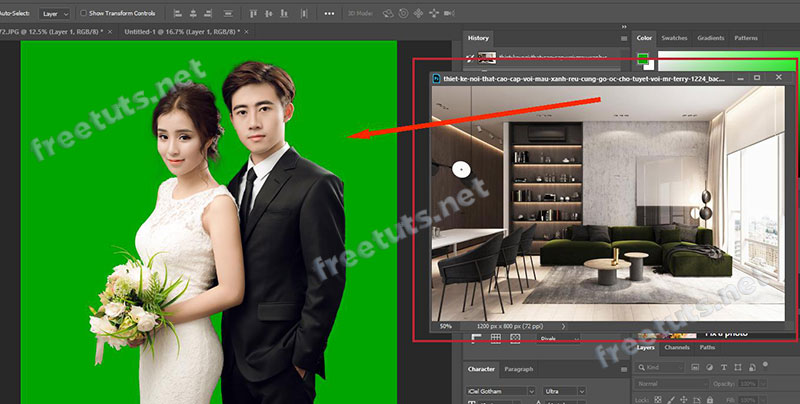 Auto-Select: Layer Show Transform Controls 3D Mode:
72.JPG @ 12.5% (Layer 1, RGB/8) * × Untitled-1 @ 16.7% (Layer 1, RGB/8) * ×
History
Color Swatches Gradients Patterns
thiet-ke-noi-that-cao-cap-voi-mau-xanh-reu-cung-go-oc-cho-tuyet-voi-mr-terry-1224_bac...
freetuts.net
freetuts.net
freetuts.net
50% 1200 px x 800 px (72 ppi)
Pixels
Fix a photo
Layers Channels Paths
Kind
Normal Opacity: 100%
Lock: Fill: 100%
Character Paragraph
iCiel Gotham Ultra